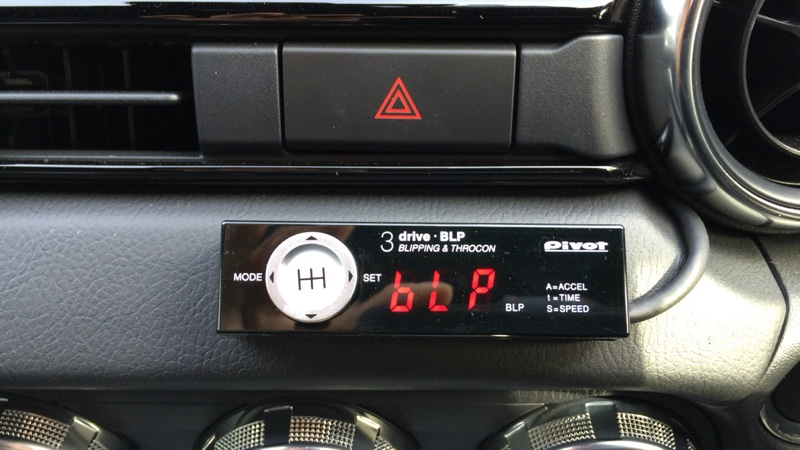 3 drive・BLP
BLIPPING & THROCON
Pivot
MODE
SET
bLP
BLP
A=ACCEL
t=TIME
S=SPEED